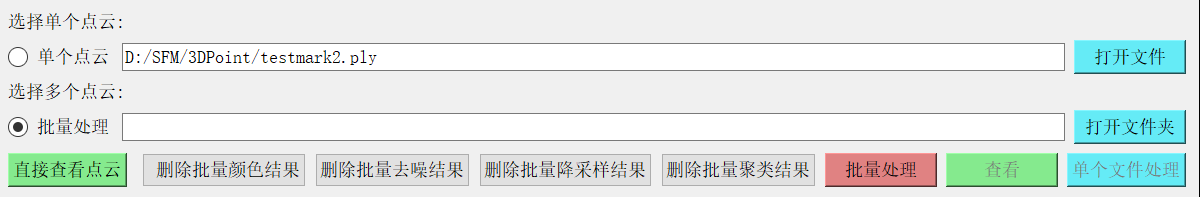 选择单个点云:
单个点云 D:/SFM/3DPoint/testmark2.ply 打开文件
选择多个点云:
批量处理 打开文件夹
直接查看点云 删除批量颜色结果 删除批量去噪结果 删除批量降采样结果 删除批量聚类结果 批量处理 查看 单个文件处理